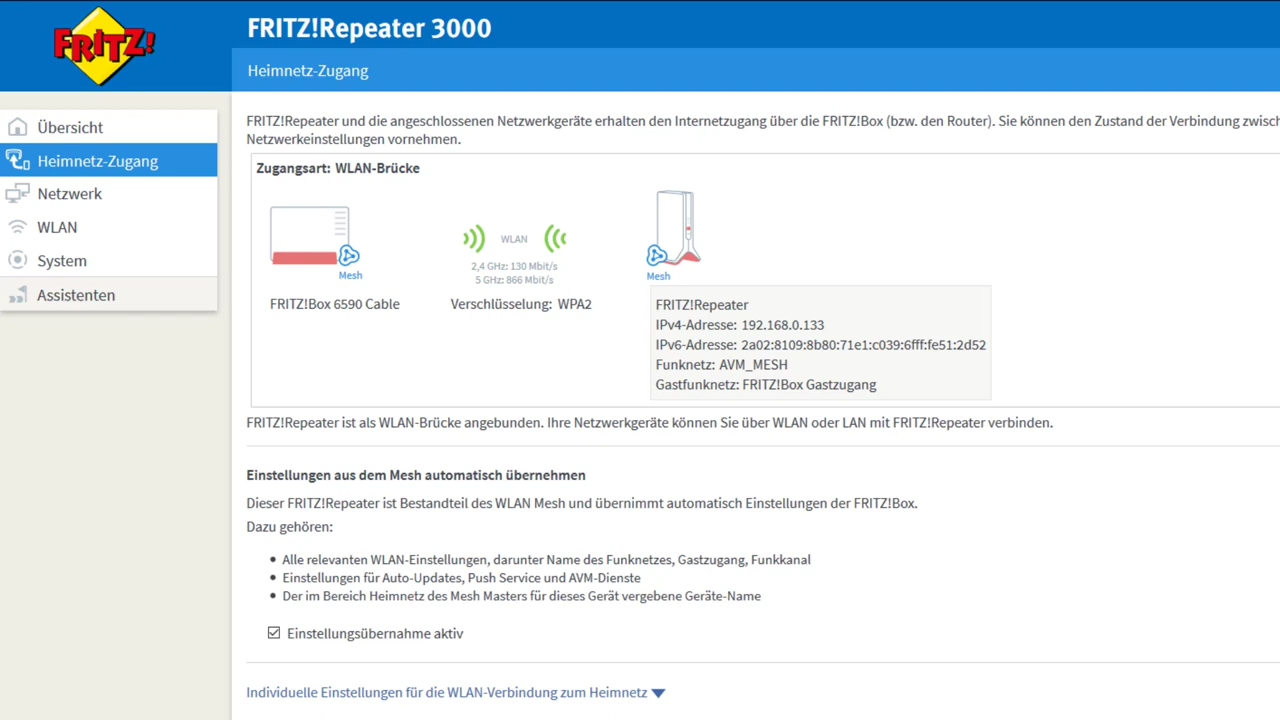 FRITZ!
FRITZ!Repeater 3000
Heimnetz-Zugang
Übersicht
Heimnetz-Zugang
Netzwerk
WLAN
System
Assistenten
FRITZ!Repeater und die angeschlossenen Netzwerkgeräte erhalten den Internetzugang über die FRITZ!Box (bzw. den Router). Sie können den Zustand der Verbindung
Netzwerkeinstellungen vornehmen.
Zugangsart: WLAN-Brücke
Mesh
FRITZ!Box 6590 Cable
WLAN
2,4 GHz: 130 Mbit/s
5 GHz: 866 Mbit/s
Verschlüsselung: WPA2
Mesh
FRITZ!Repeater
IPv4-Adresse: 192.168.0.133
IPv6-Adresse: 2a02:8109:8b80:71e1:c039:6fff:fe51:2d52
Funknetz: AVM_MESH
Gastfunknetz: FRITZ!Box Gastzugang
FRITZ!Repeater ist als WLAN-Brücke angebunden. Ihre Netzwerkgeräte können Sie über WLAN oder LAN mit FRITZ!Repeater verbinden.
Einstellungen aus dem Mesh automatisch übernehmen
Dieser FRITZ!Repeater ist Bestandteil des WLAN Mesh und übernimmt automatisch Einstellungen der FRITZ!Box.
Dazu gehören:
• Alle relevanten WLAN-Einstellungen, darunter Name des Funknetzes, Gastzugang, Funkkanal
• Einstellungen für Auto-Updates, Push Service und AVM-Dienste
• Der im Bereich Heimnetz des Mesh Masters für dieses Gerät vergebene Geräte-Name
Einstellungsübernahme aktiv
Individuelle Einstellungen für die WLAN-Verbindung zum Heimnetz